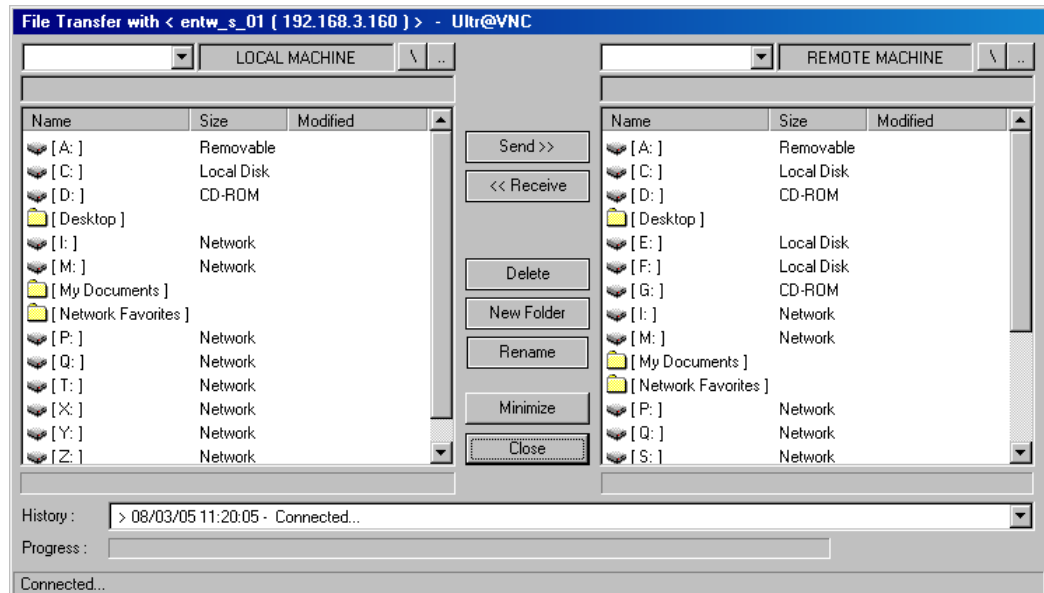 File Transfer with < entw_s_01 ( 192.168.3.160 ) > - Ultr@VNC
LOCAL MACHINE \ ..
Name Size Modified
[ A: ] Removable
[ C: ] Local Disk
[ D: ] CD-ROM
[ Desktop ]
[ I: ] Network
[ M: ] Network
[ My Documents ]
[ Network Favorites ]
[ P: ] Network
[ Q: ] Network
[ T: ] Network
[ X: ] Network
[ Y: ] Network
[ Z: ] Network
Send >>
<< Receive
Delete
New Folder
Rename
Minimize
Close
REMOTE MACHINE \ ..
Name Size Modified
[ A: ] Removable
[ C: ] Local Disk
[ D: ] CD-ROM
[ Desktop ]
[ E: ] Local Disk
[ F: ] Local Disk
[ G: ] CD-ROM
[ I: ] Network
[ M: ] Network
[ My Documents ]
[ Network Favorites ]
[ P: ] Network
[ Q: ] Network
[ S: ] Network
History : > 08/03/05 11:20:05 - Connected...
Progress :
Connected...